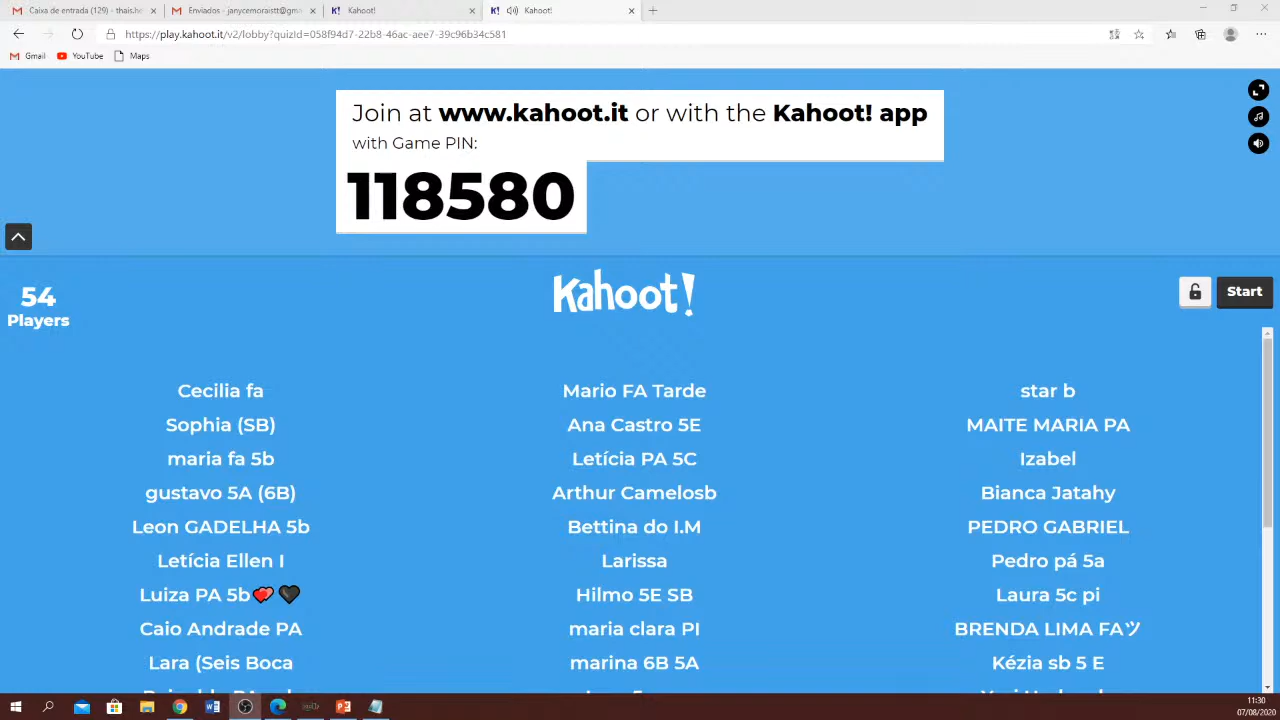 Caixa de entrada (129) – thais.he
Enviados - janycemoraistt@gma
Kahoot!
Kahoot!
https://play.kahoot.it/v2/lobby?quizId=058f94d7-22b8-46ac-aee7-39c96b34c581
Gmail YouTube Maps
Join at www.kahoot.it or with the Kahoot! app
with Game PIN:
118580
54
Players
Kahoot!
Start
Cecilia fa Mario FA Tarde star b
Sophia (SB) Ana Castro 5E MAITE MARIA PA
maria fa 5b Letícia PA 5C Izabel
gustavo 5A (6B) Arthur Camelosb Bianca Jatahy
Leon GADELHA 5b Bettina do I.M PEDRO GABRIEL
Letícia Ellen I Larissa Pedro pá 5a
Luiza PA 5b💕🖤 Hilmo 5E SB Laura 5c pi
Caio Andrade PA maria clara PI BRENDA LIMA FAツ
Lara (Seis Boca marina 6B 5A Kézia sb 5 E
11:30
07/08/2020